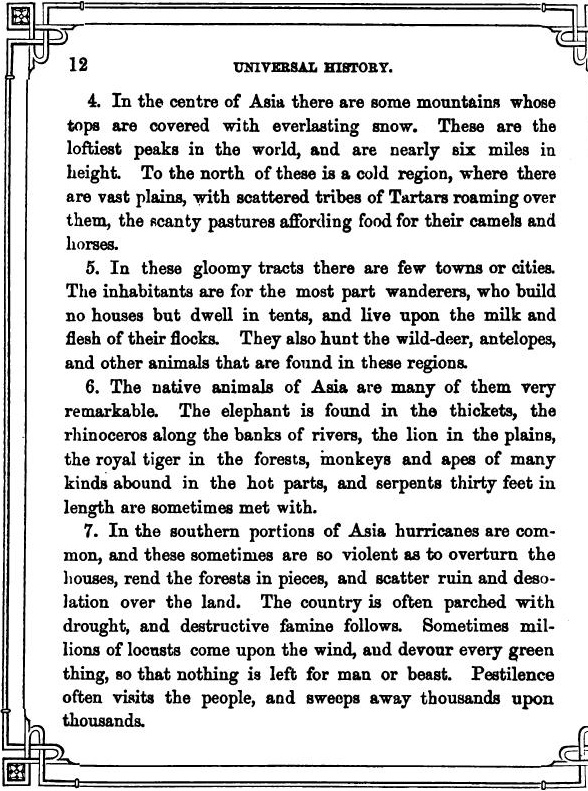 12
UNIVERSAL HISTORY.
4. In the centre of Asia there are some mountains whose
tops are covered with everlasting snow. These are the
loftiest peaks in the world, and are nearly six miles in
height. To the north of these is a cold region, where there
are vast plains, with scattered tribes of Tartars roaming over
them, the scanty pastures affording food for their camels and
horses.
5. In these gloomy tracts there are few towns or cities.
The inhabitants are for the most part wanderers, who build
no houses but dwell in tents, and live upon the milk and
flesh of their flocks. They also hunt the wild-deer, antelopes,
and other animals that are found in these regions.
6. The native animals of Asia are many of them very
remarkable. The elephant is found in the thickets, the
rhinoceros along the banks of rivers, the lion in the plains,
the royal tiger in the forests, monkeys and apes of many
kinds abound in the hot parts, and serpents thirty feet in
length are sometimes met with.
7. In the southern portions of Asia hurricanes are com-
mon, and these sometimes are so violent as to overturn the
houses, rend the forests in pieces, and scatter ruin and deso-
lation over the land. The country is often parched with
drought, and destructive famine follows. Sometimes mil-
lions of locusts come upon the wind, and devour every green
thing, so that nothing is left for man or beast. Pestilence
often visits the people, and sweeps away thousands upon
thousands.